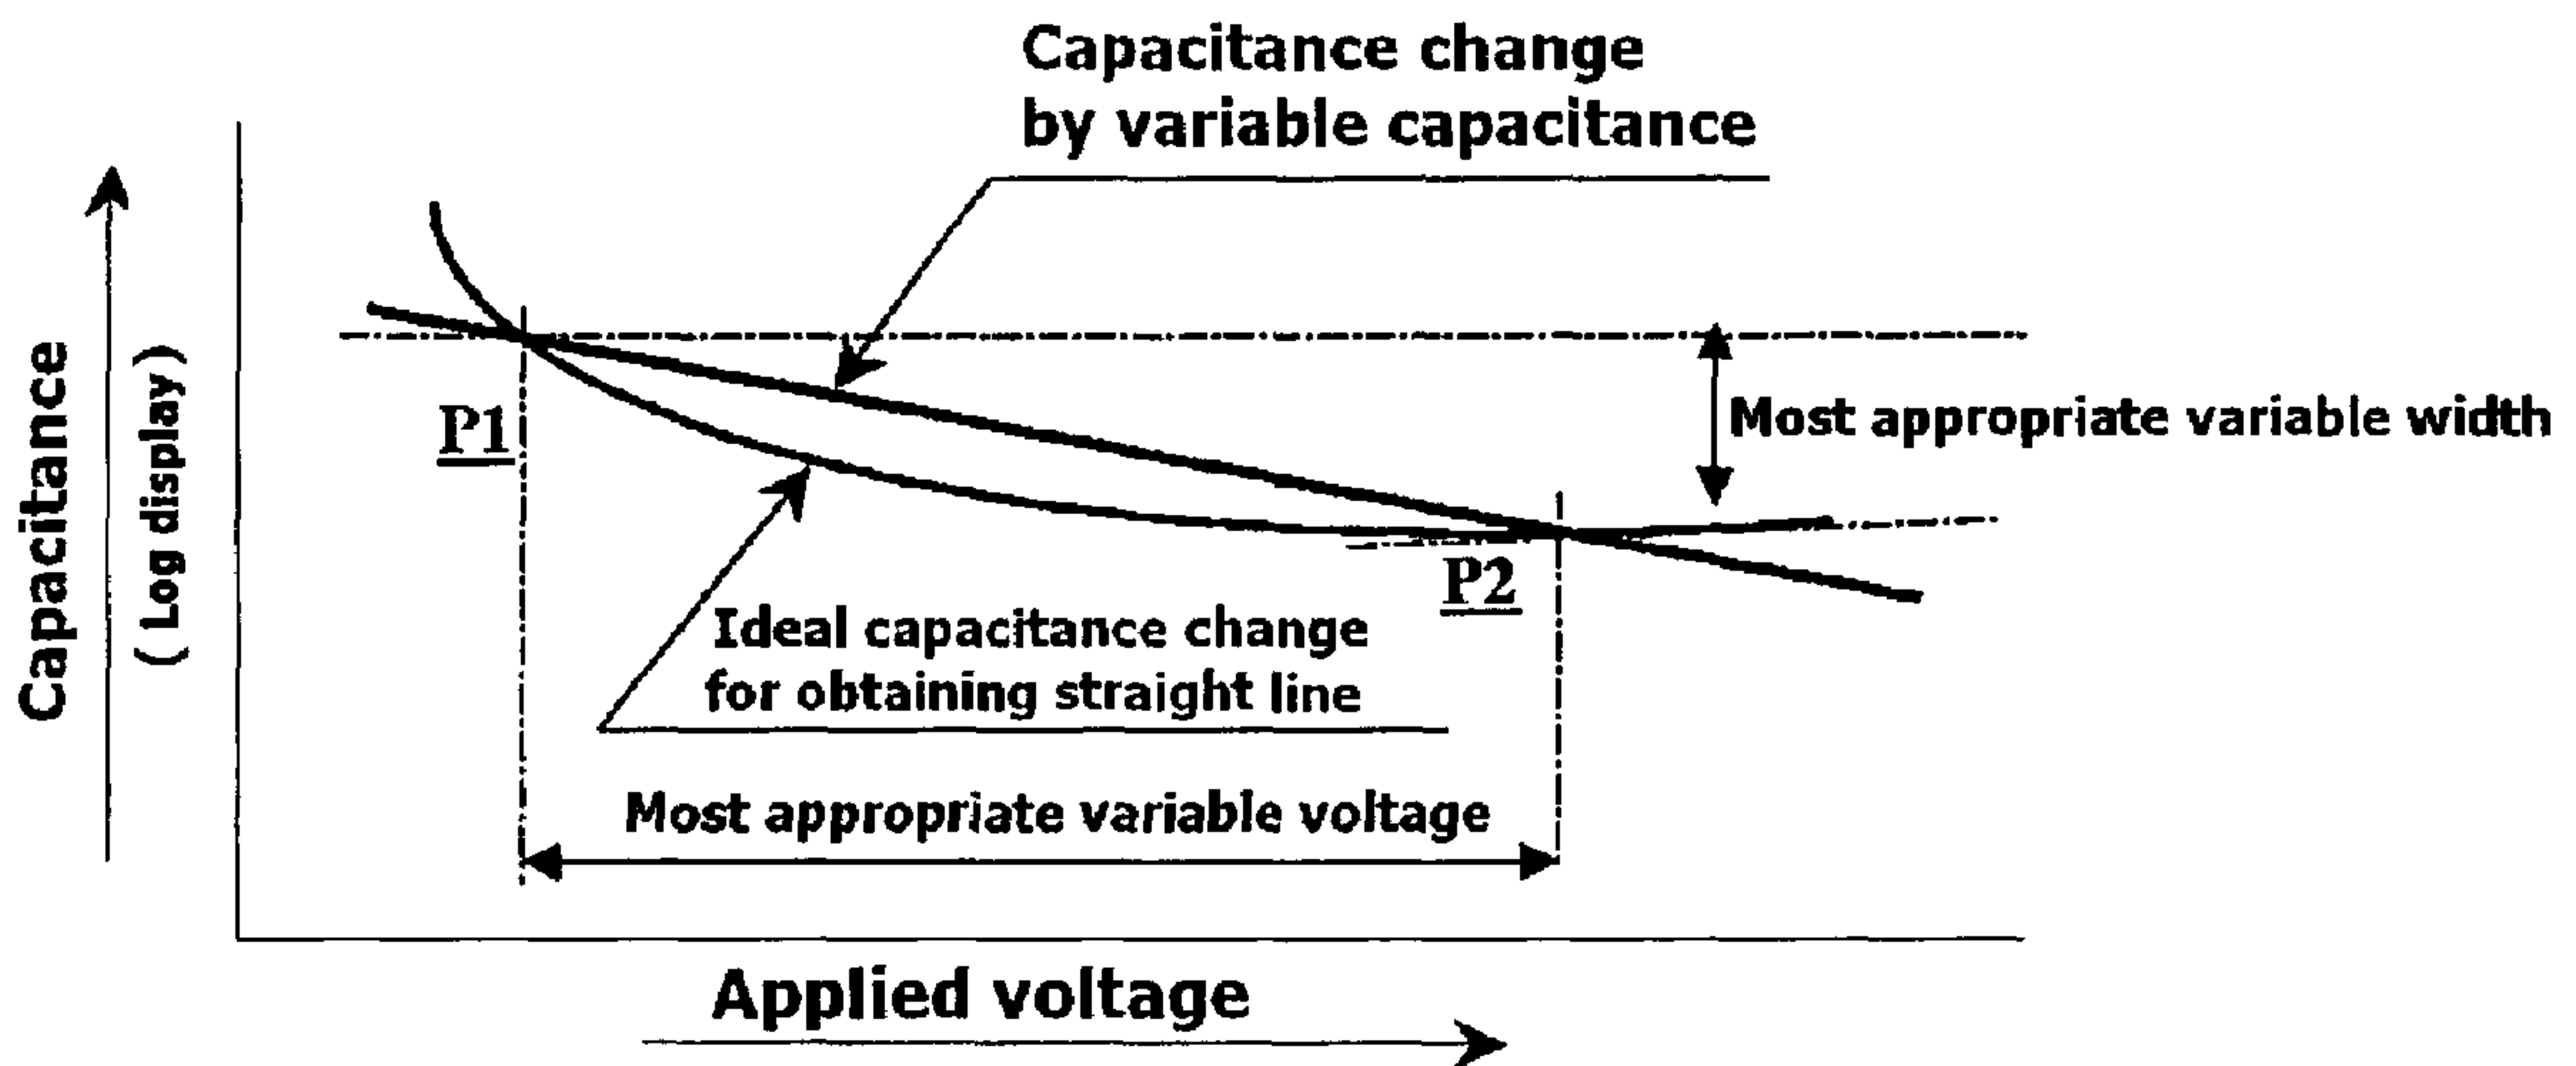 Capacitance change
by variable capacitance
Capacitance
( Log display )
P1
Most appropriate variable width
P2
Ideal capacitance change
for obtaining straight line
Most appropriate variable voltage
Applied voltage